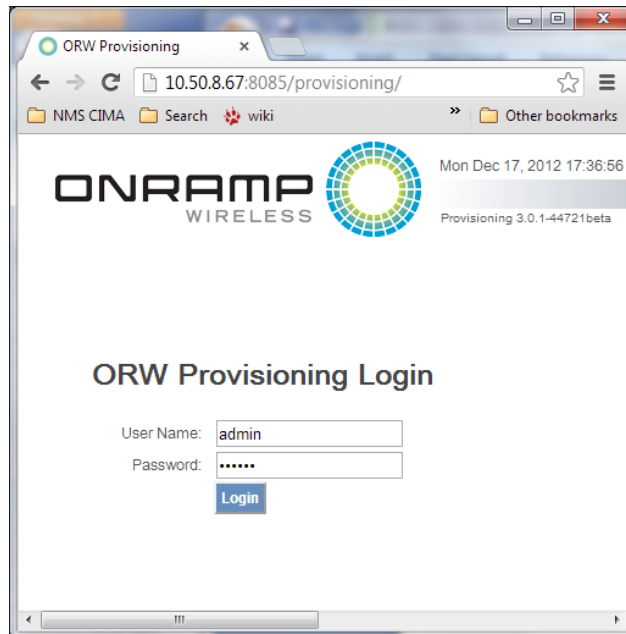 ORW Provisioning
10.50.8.67:8085/provisioning/
NMS CIMA Search wiki » Other bookmarks
ONRAMP
WIRELESS
Mon Dec 17, 2012 17:36:56
Provisioning 3.0.1-44721beta
ORW Provisioning Login
User Name: admin
Password: ••••••
Login